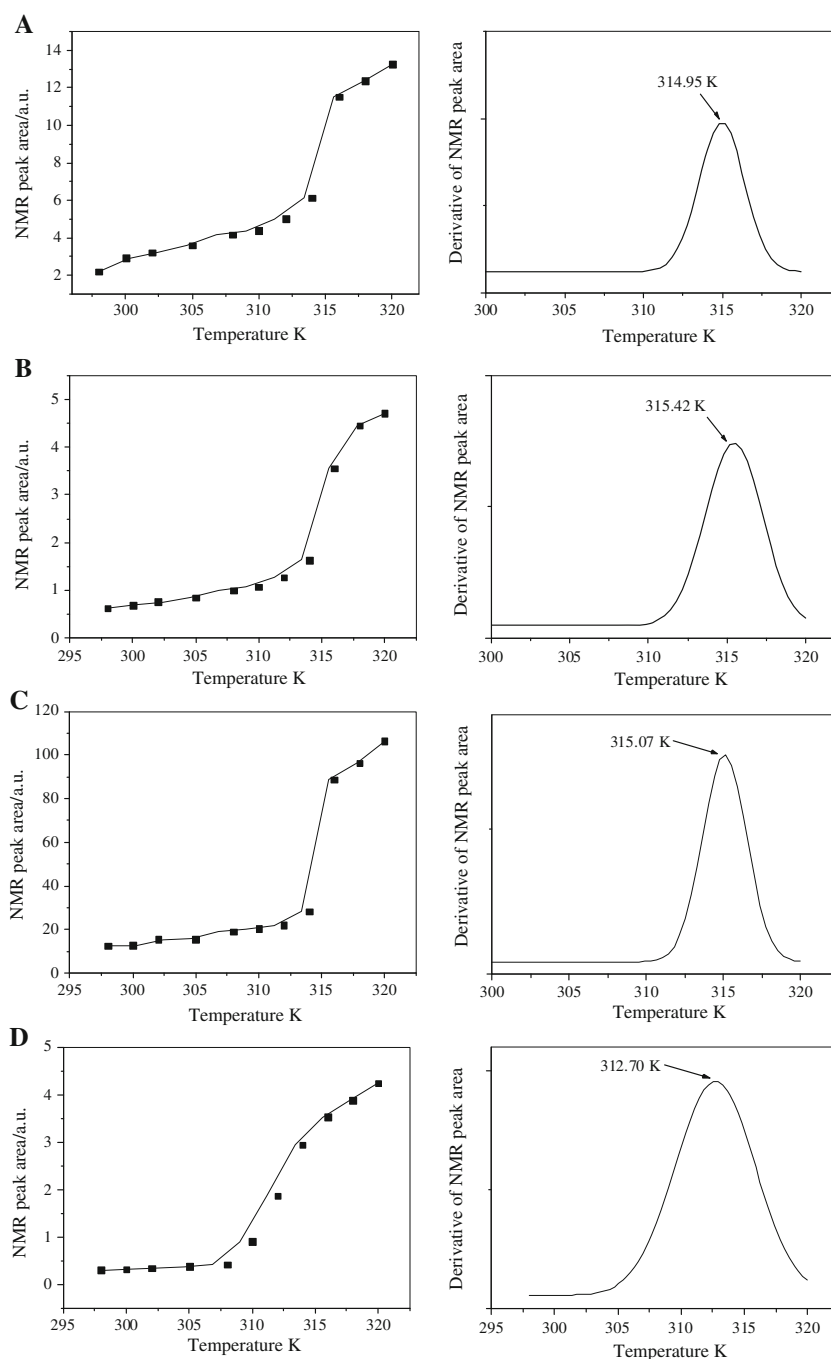 A
NMR peak area/a.u.
14
12
10
8
6
4
2
300 305 310 315 320
Temperature K
Derivative of NMR peak area
314.95 K
300 305 310 315 320
Temperature K
B
NMR peak area/a.u.
5
4
3
2
1
0
295 300 305 310 315 320
Temperature K
Derivative of NMR peak area
315.42 K
300 305 310 315 320
Temperature K
C
NMR peak area/a.u.
120
100
80
60
40
20
0
295 300 305 310 315 320
Temperature K
Derivative of NMR peak area
315.07 K
300 305 310 315 320
Temperature K
D
NMR peak area/a.u.
5
4
3
2
1
0
295 300 305 310 315 320
Temperature K
Derivative of NMR peak area
312.70 K
295 300 305 310 315 320
Temperature K